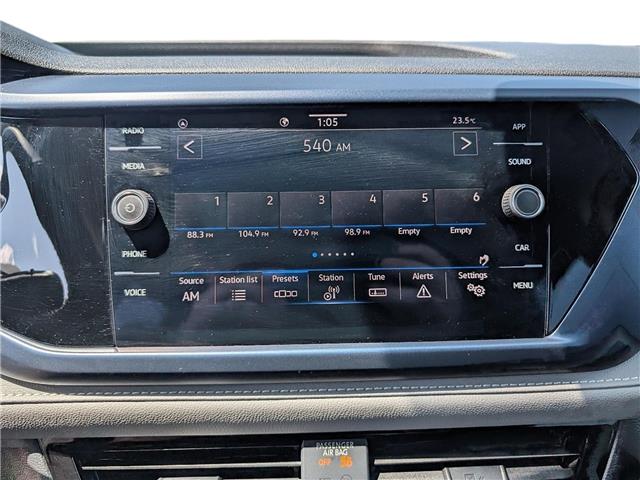 RADIO
1:05
23.5°C
APP
MEDIA
<
540 AM
>
SOUND
1
2
3
4
5
6
88.3 FM
104.9 FM
92.9 FM
98.9 FM
Empty
Empty
PHONE
CAR
Source
Station list
Presets
Station
Tune
Alerts
Settings
AM
VOICE
MENU
PASSENGER
AIR BAG
OFF